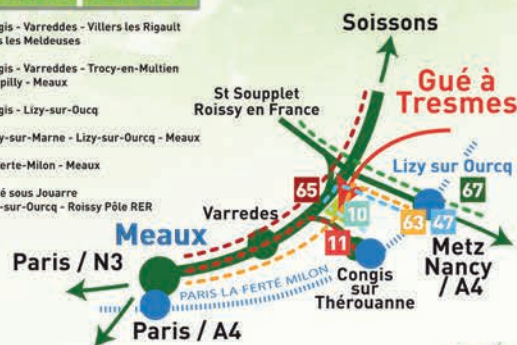 gis - Varreddes - Villers les Rigault
les Meldeuses
gis - Varreddes - Trocy-en-Multien
pilly - Meaux
gis - Lizy-sur-Oucq
y-sur-Marne - Lizy-sur-Ourcq - Meaux
erte-Milon - Meaux
é sous Jouarre
-sur-Ourcq - Roissy Pôle RER
Soissons
Gué à
Tresmes
St Soupplet
Roissy en France
Lizy sur Ourcq
65
67
10
63
47
11
Varredes
Meaux
Metz
Nancy
/ A4
Congis
sur
Thérouanne
Paris / N3
PARIS LA FERTÉ MILON
Paris / A4